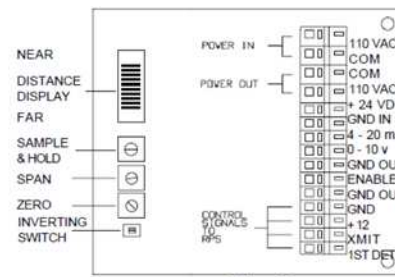 NEAR
DISTANCE
DISPLAY
FAR
SAMPLE
& HOLD
SPAN
ZERO
INVERTING
SWITCH
POWER IN
POWER OUT
CONTROL
SIGNALS
TO
RPS
110 VAC
COM
COM
110 VAC
+ 24 VD
GND IN
4 - 20 m
0 - 10 v
GND OU
ENABLE
GND OU
GND
+ 12
XMIT
1ST DET